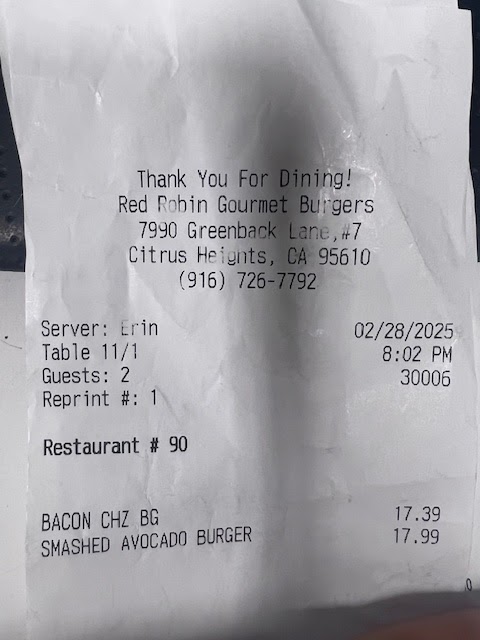 Thank You For Dining!
Red Robin Gourmet Burgers
7990 Greenback Lane,#7
Citrus Heights, CA 95610
(916) 726-7792
Server: Erin 02/28/2025
Table 11/1 8:02 PM
Guests: 2 30006
Reprint #: 1
Restaurant # 90
BACON CHZ BG 17.39
SMASHED AVOCADO BURGER 17.99